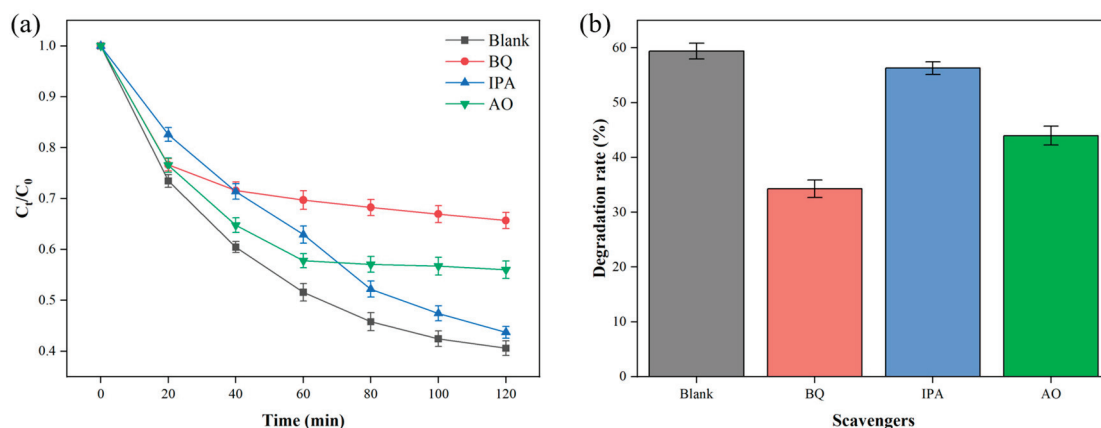 (a)
Blank
BQ
IPA
AO
1.0
0.9
0.8
0.7
0.6
0.5
0.4
C_t/C_0
0 20 40 60 80 100 120
Time (min)
(b)
60
50
40
30
20
10
0
Degradation rate (%)
Blank BQ IPA AO
Scavengers